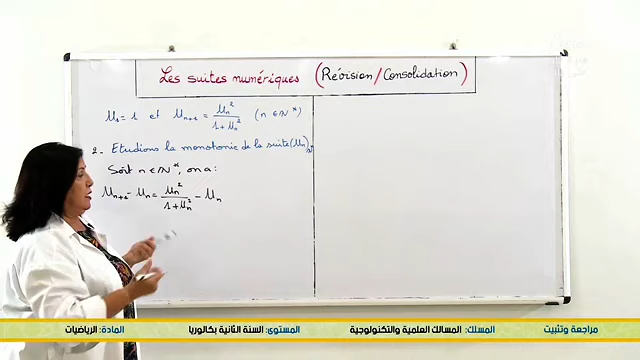 Les suites numériques (Révision/Consolidation)
U₁ = 1 et Uₙ₊₁ = Uₙ² / (1 + Uₙ²) (n ∈ ℕ*)
2 - Etudions la monotonie de la suite (Uₙ)
Soit n ∈ ℕ*, on a :
Uₙ₊₁ - Uₙ = Uₙ² / (1 + Uₙ²) - Uₙ
مراجعة وتثبيت المسلك: المسالك العلمية والتكنولوجية المستوى: السنة الثانية بكالوريا المادة: الرياضيات